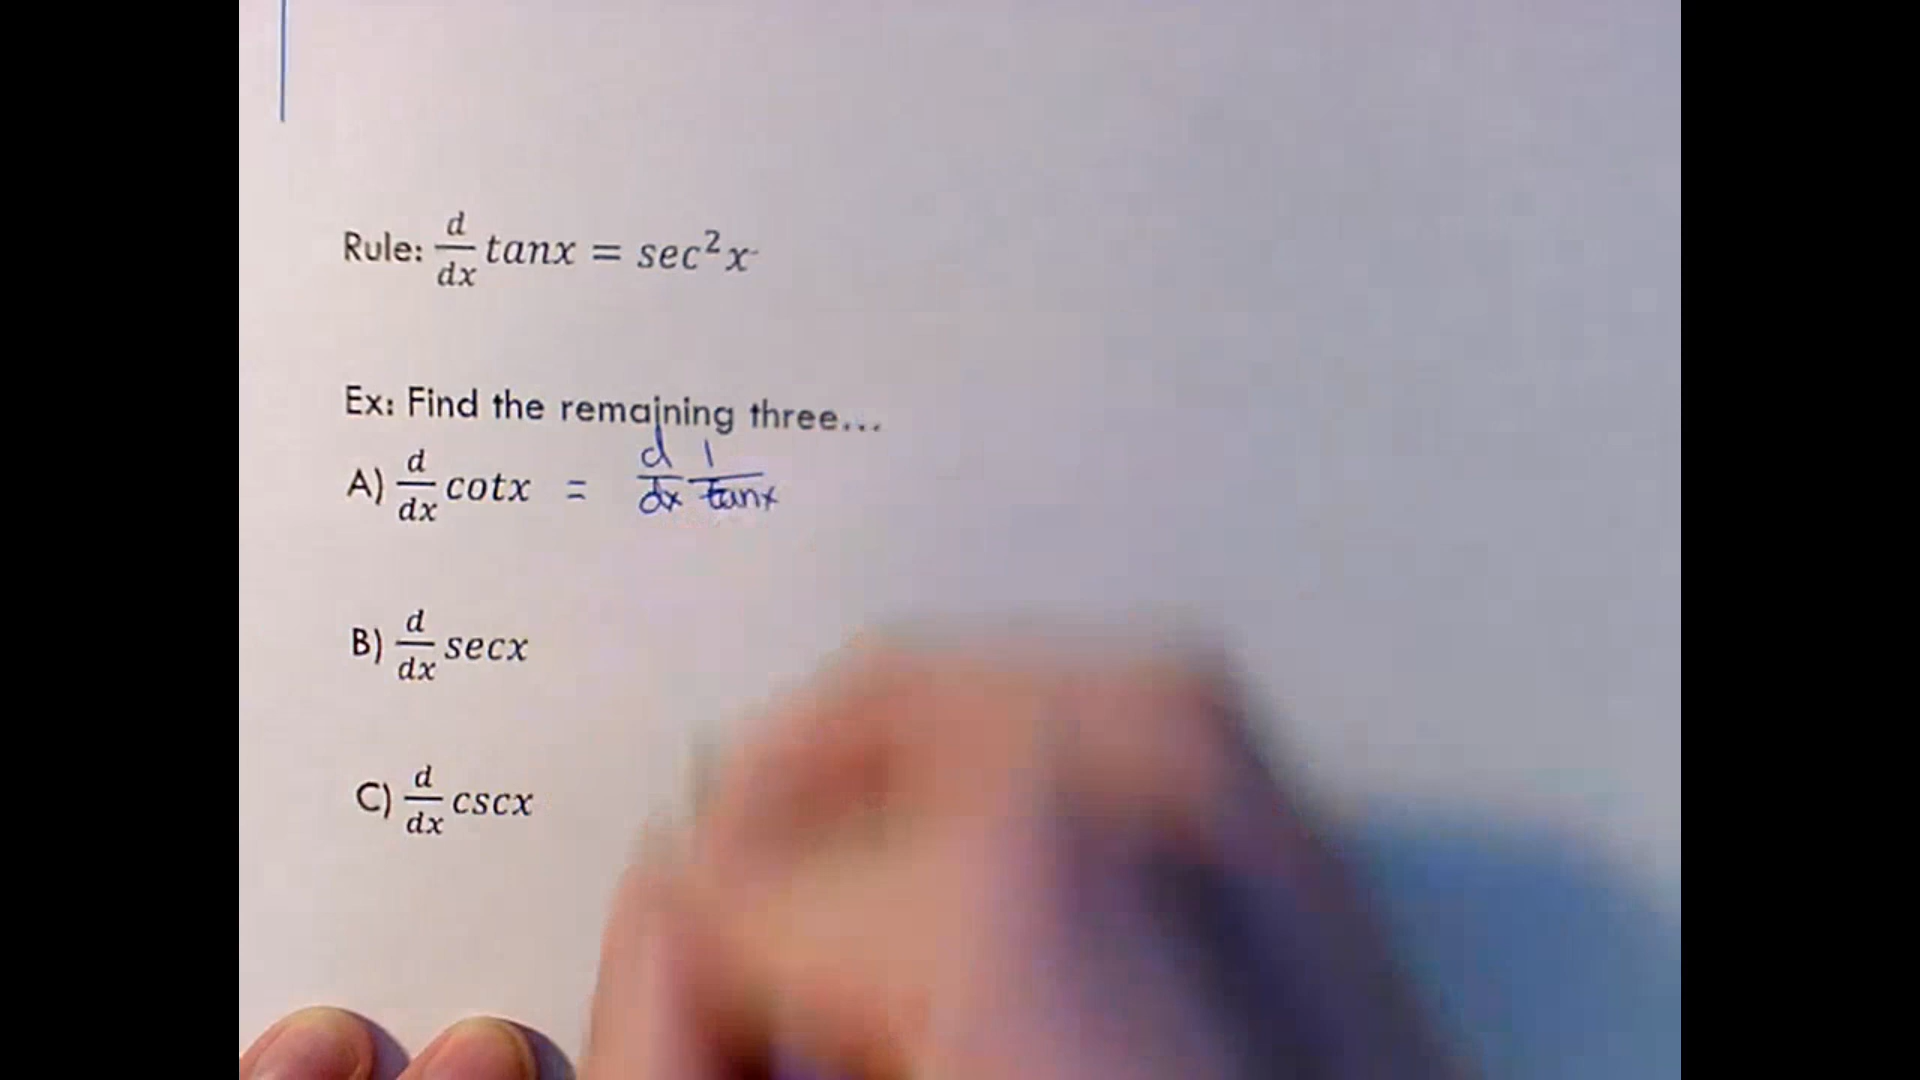 Rule: d/dx tanx = sec²x
Ex: Find the remaining three...
A) d/dx cotx = d/dx 1/tanx
B) d/dx secx
C) d/dx cscx